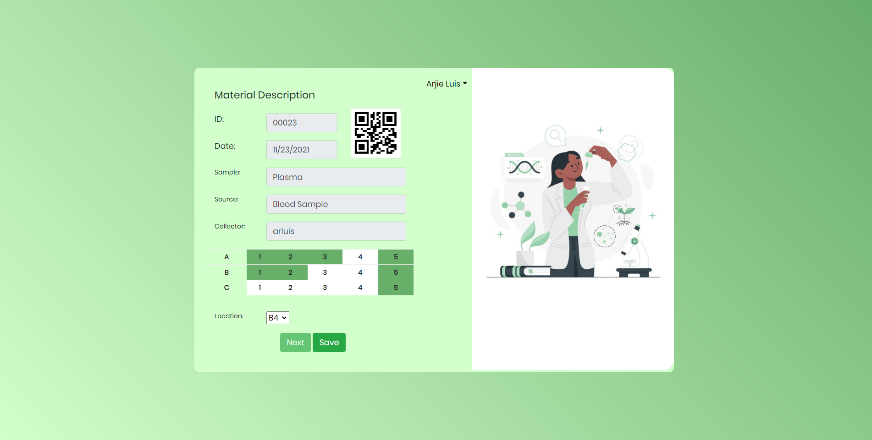 Arjie Luis
Material Description
ID: 00023
Date: 11/23/2021
Sample: Plasma
Source: Blood Sample
Collector: arluis
A 1 2 3 4 5
B 1 2 3 4 5
C 1 2 3 4 5
Location: B4
Next Save